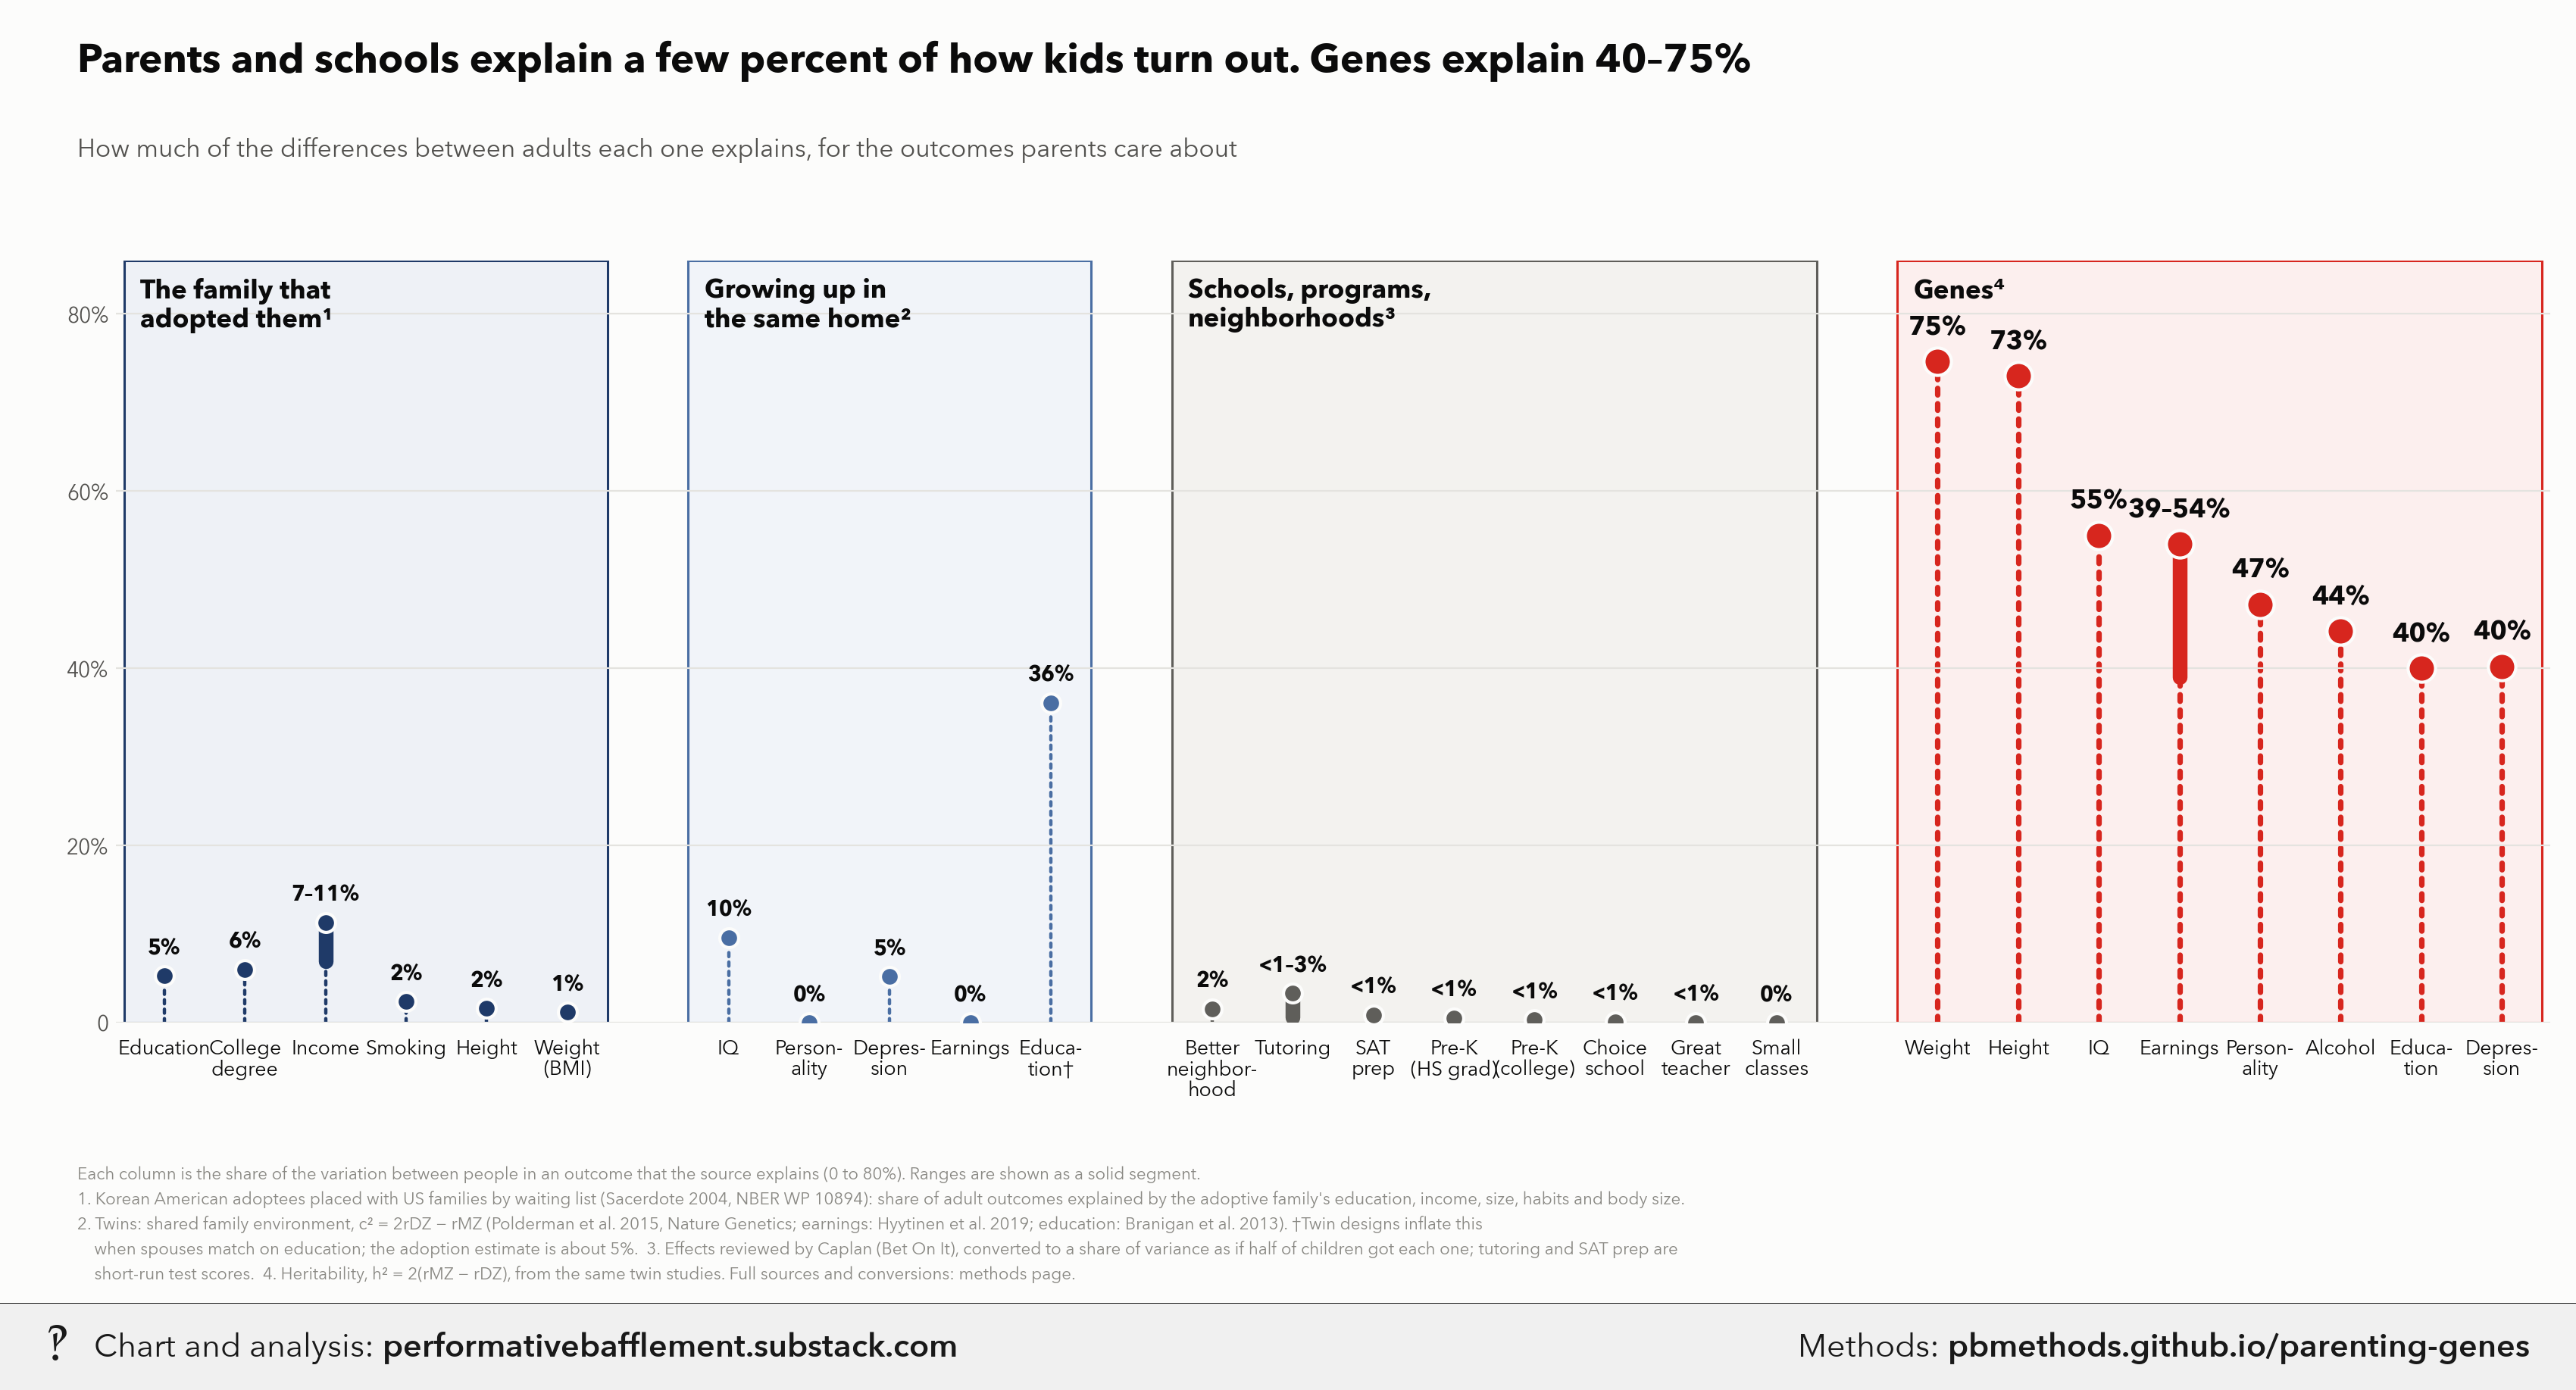 Parents and schools explain a few percent of how kids turn out. Genes explain 40–75%
How much of the differences between adults each one explains, for the outcomes parents care about
80%
60%
40%
20%
0
The family that
adopted them¹
5%
6%
7–11%
2%
2%
1%
Education
College
degree
Income
Smoking
Height
Weight
(BMI)
Growing up in
the same home²
10%
0%
5%
0%
36%
IQ
Person-
ality
Depres-
sion
Earnings
Educa-
tion†
Schools, programs,
neighborhoods³
2%
<1–3%
<1%
<1%
<1%
<1%
<1%
0%
Better
neighbor-
hood
Tutoring
SAT
prep
Pre-K
(HS grad)
Pre-K
(college)
Choice
school
Great
teacher
Small
classes
Genes⁴
75%
73%
55%
39–54%
47%
44%
40%
40%
Weight
Height
IQ
Earnings
Person-
ality
Alcohol
Educa-
tion
Depres-
sion
Each column is the share of the variation between people in an outcome that the source explains (0 to 80%). Ranges are shown as a solid segment.
1. Korean American adoptees placed with US families by waiting list (Sacerdote 2004, NBER WP 10894): share of adult outcomes explained by the adoptive family's education, income, size, habits and body size.
2. Twins: shared family environment, c² = 2rDZ − rMZ (Polderman et al. 2015, Nature Genetics; earnings: Hyytinen et al. 2019; education: Branigan et al. 2013). †Twin designs inflate this
when spouses match on education; the adoption estimate is about 5%. 3. Effects reviewed by Caplan (Bet On It), converted to a share of variance as if half of children got each one; tutoring and SAT prep are
short-run test scores. 4. Heritability, h² = 2(rMZ − rDZ), from the same twin studies. Full sources and conversions: methods page.
‽ Chart and analysis: performativebafflement.substack.com
Methods: pbmethods.github.io/parenting-genes